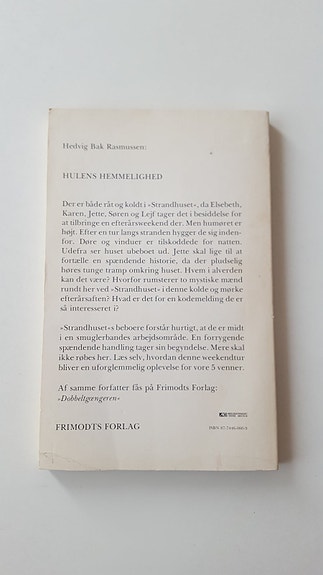 Hedvig Bak Rasmussen:
HULENS HEMMELIGHED
Der er både råt og koldt i »Strandhuset«, da Elsebeth,
Karen, Jette, Søren og Lejf tager det i besiddelse for
at tilbringe en efterårsweekend der. Men humøret er
højt. Efter en tur langs stranden hygger de sig inden-
for. Døre og vinduer er tilskoddede for natten.
Udefra ser huset ubeboet ud. Jette skal lige til at
fortælle en spændende historie, da der pludselig
høres tunge tramp omkring huset. Hvem i alverden
kan det være? Hvorfor rumsterer to mystiske mænd
rundt her ved »Strandhuset« i denne kolde og mørke
efterårsaften? Hvad er det for en kodemelding de er
så interesseret i?
»Strandhuset«s beboere forstår hurtigt, at de er midt
i en smuglerbandes arbejdsområde. En forrygende
spændende handling tager sin begyndelse. Mere skal
ikke røbes her. Læs selv, hvordan denne weekendtur
bliver en uforglemmelig oplevelse for vore 5 venner.
Af samme forfatter fås på Frimodts Forlag:
»Dobbeltgængeren«
FRIMODTS FORLAG